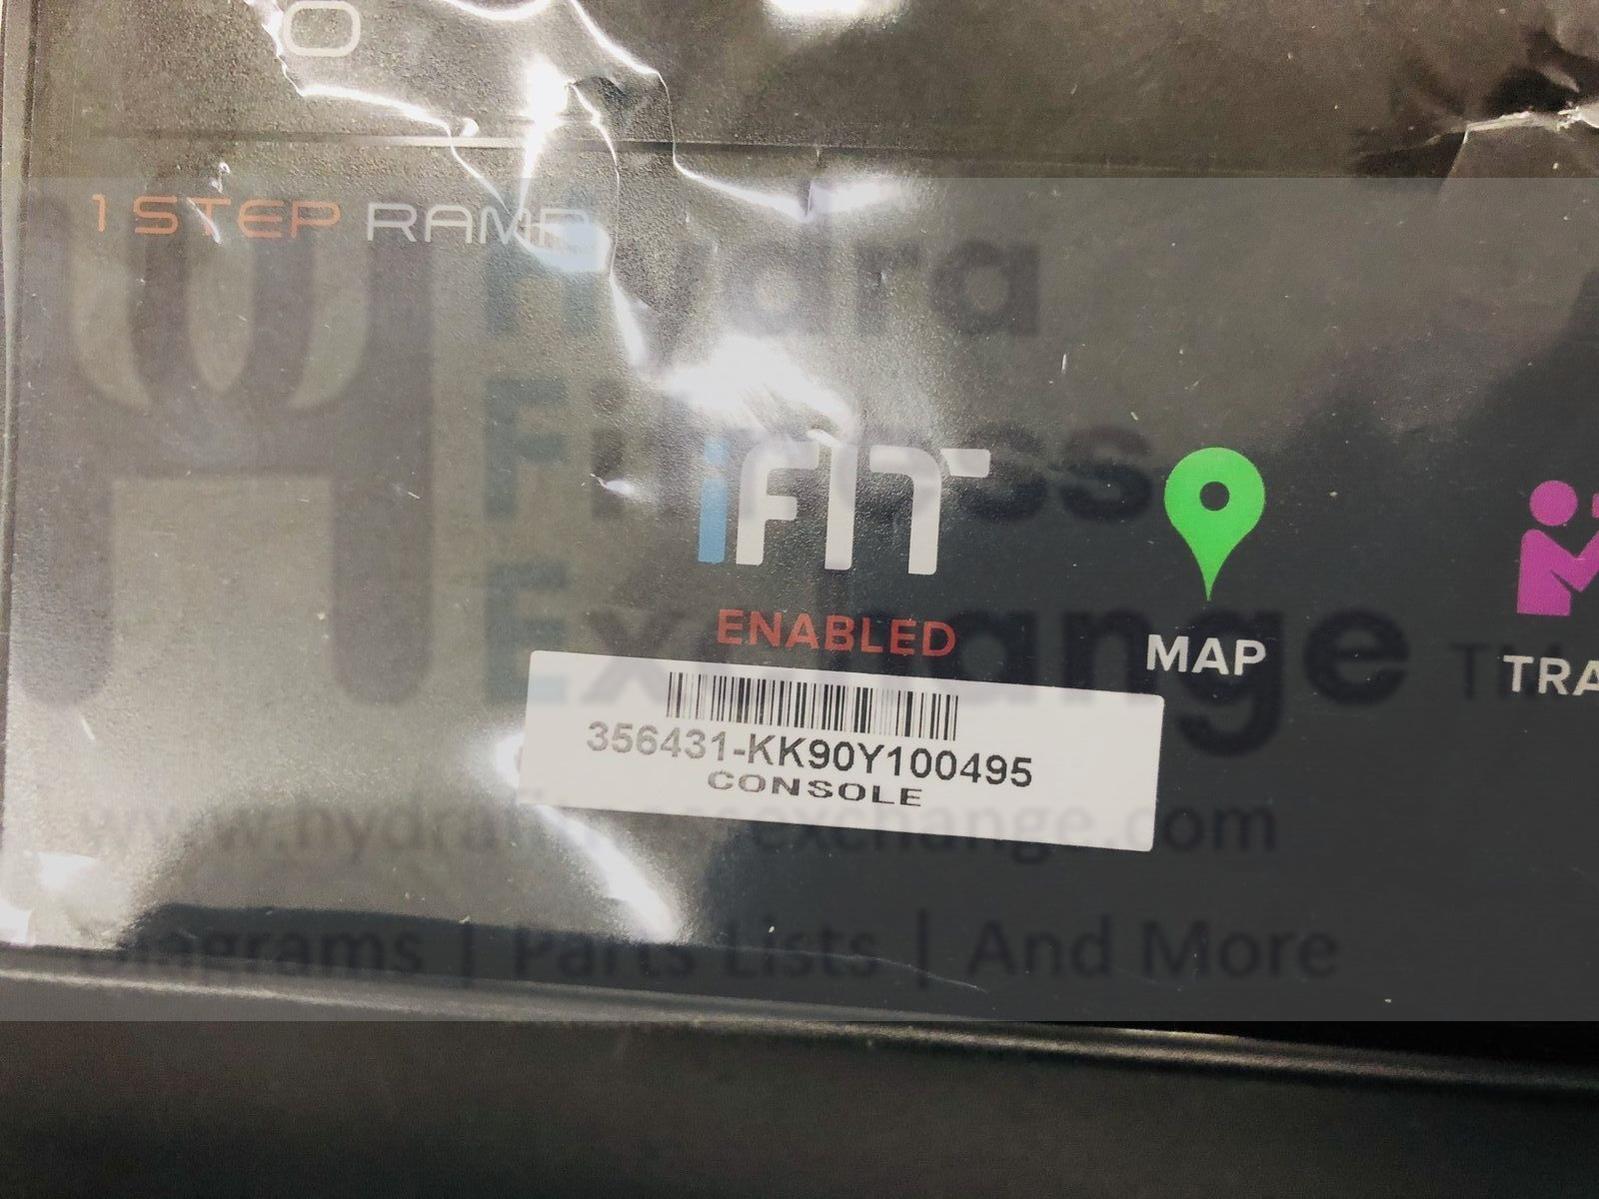 O
1 STEP RAMP
Hydra
Fitness
iFIT
ENABLED
MAP
TRA
Exchange
356431-KK90Y100495
CONSOLE
www.hydrafitnessexchange.com
Diagrams | Parts Lists | And More